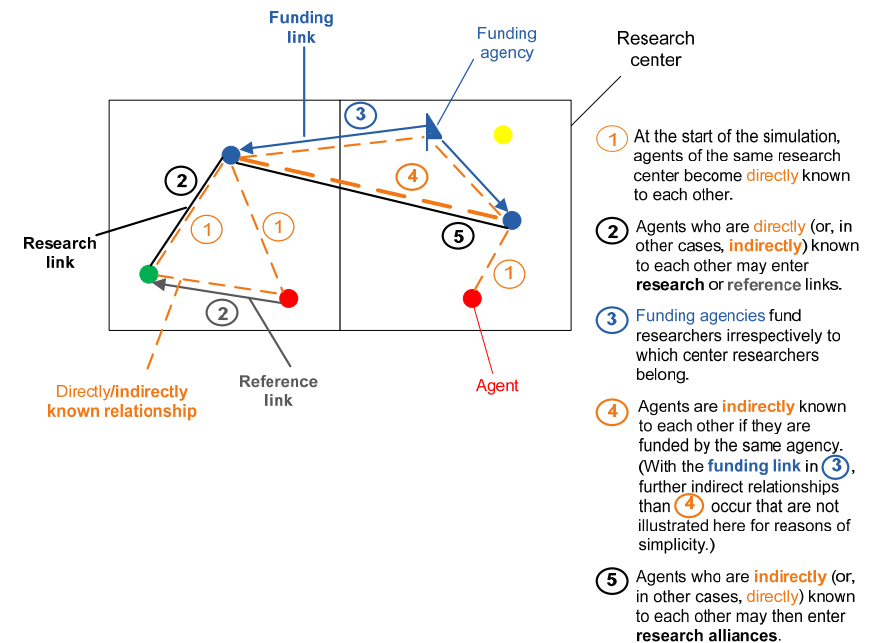 Funding
link
Funding
agency
Research
center
3
2
4
1
1
5
1
2
Research
link
Directly/indirectly
known relationship
Reference
link
Agent
1 At the start of the simulation,
agents of the same research
center become directly known
to each other.
2 Agents who are directly (or, in
other cases, indirectly) known
to each other may enter
research or reference links.
3 Funding agencies fund
researchers irrespectively to
which center researchers
belong.
4 Agents are indirectly known
to each other if they are
funded by the same agency.
(With the funding link in 3,
further indirect relationships
than 4 occur that are not
illustrated here for reasons of
simplicity.)
5 Agents who are indirectly (or,
in other cases, directly) known
to each other may then enter
research alliances.